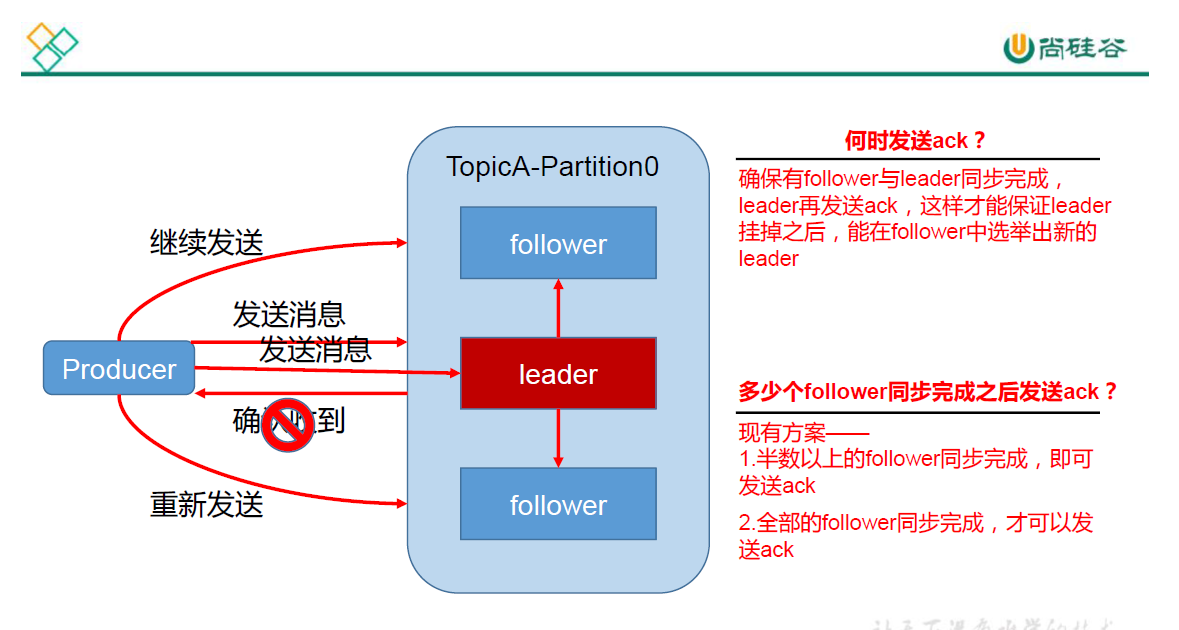 尚硅谷
TopicA-Partition0
follower
leader
follower
Producer
继续发送
发送消息
发送消息
确认收到
重新发送
何时发送ack？
确保有follower与leader同步完成，
leader再发送ack，这样才能保证leader
挂掉之后，能在follower中选举出新的
leader
多少个follower同步完成之后发送ack？
现有方案——
1.半数以上的follower同步完成，即可
发送ack
2.全部的follower同步完成，才可以发
送ack